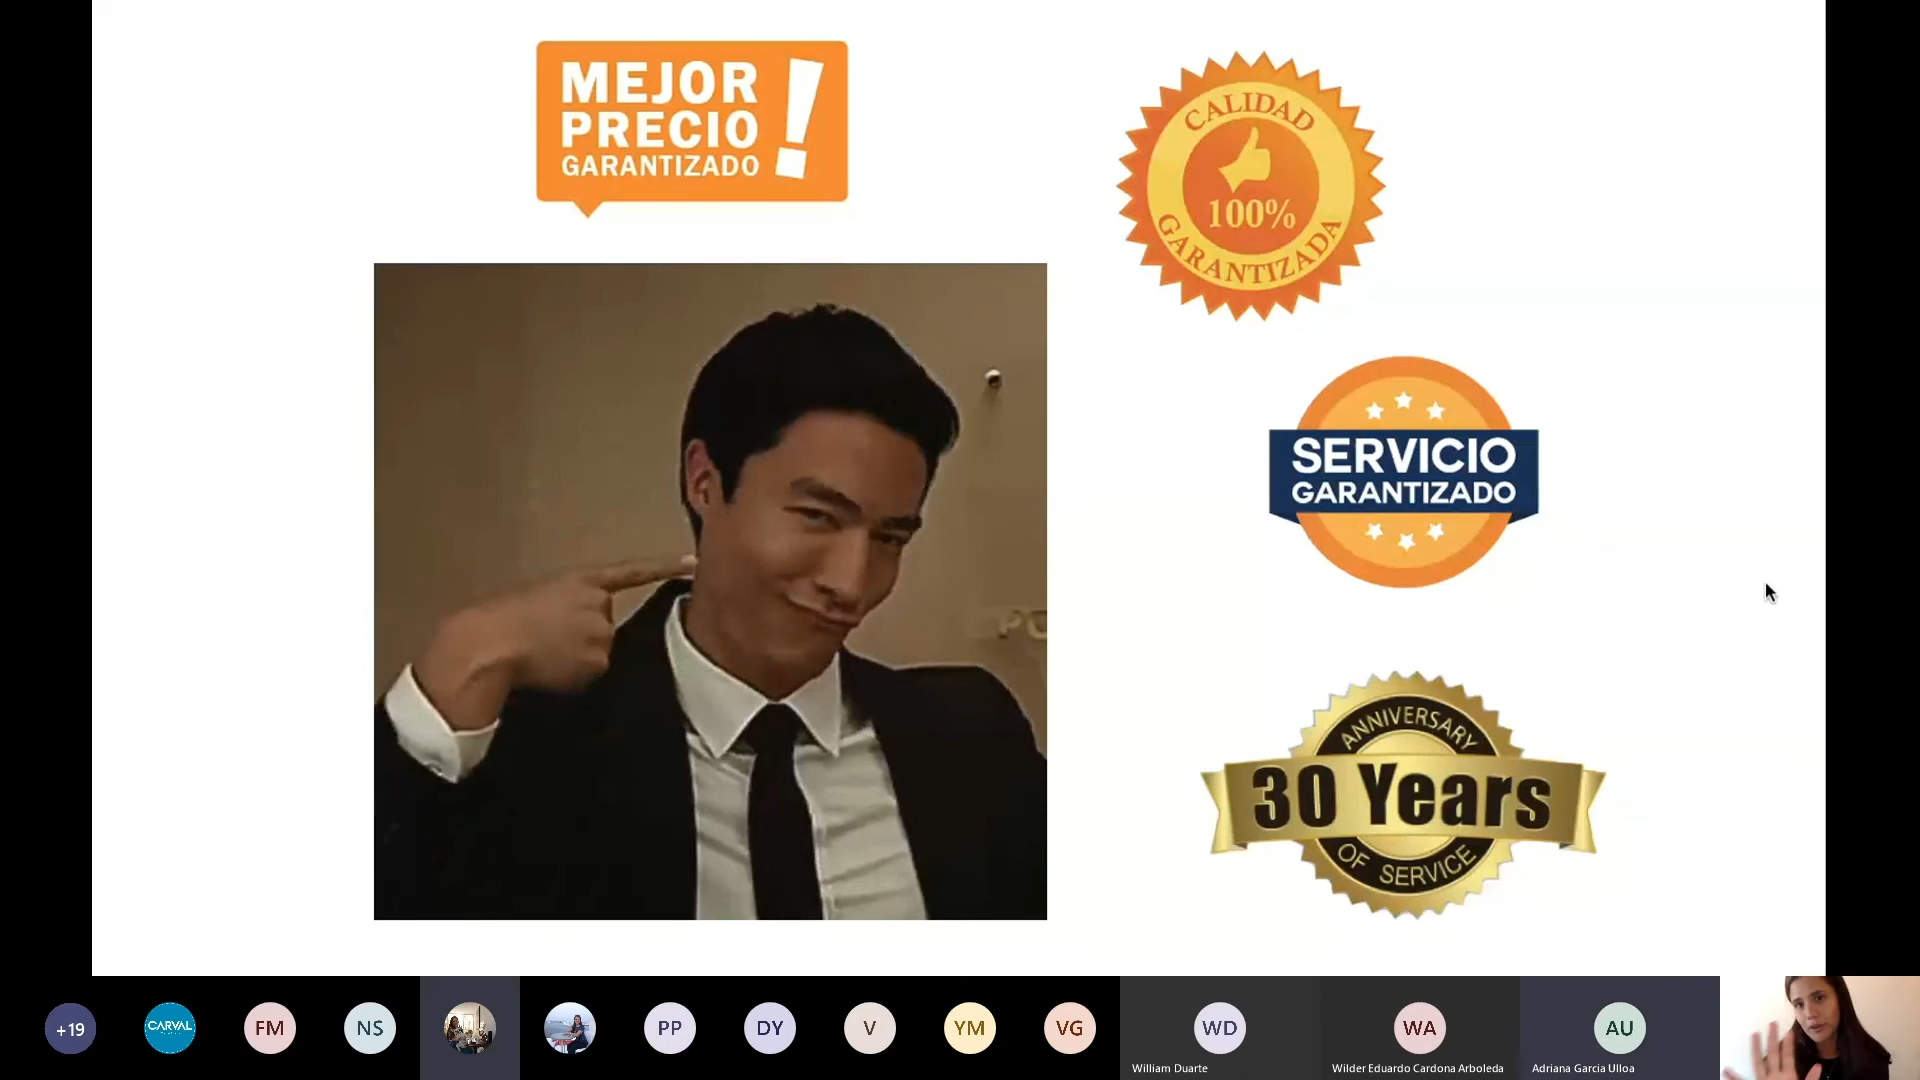 MEJOR
PRECIO
GARANTIZADO
!
CALIDAD
100%
GARANTIZADA
SERVICIO
GARANTIZADO
ANNIVERSARY
30 Years
OF SERVICE
PO
+19
CARVAL
FM
NS
PP
DY
V
YM
VG
WD
William Duarte
WA
Wilder Eduardo Cardona Arboleda
AU
Adriana Garcia Ulloa